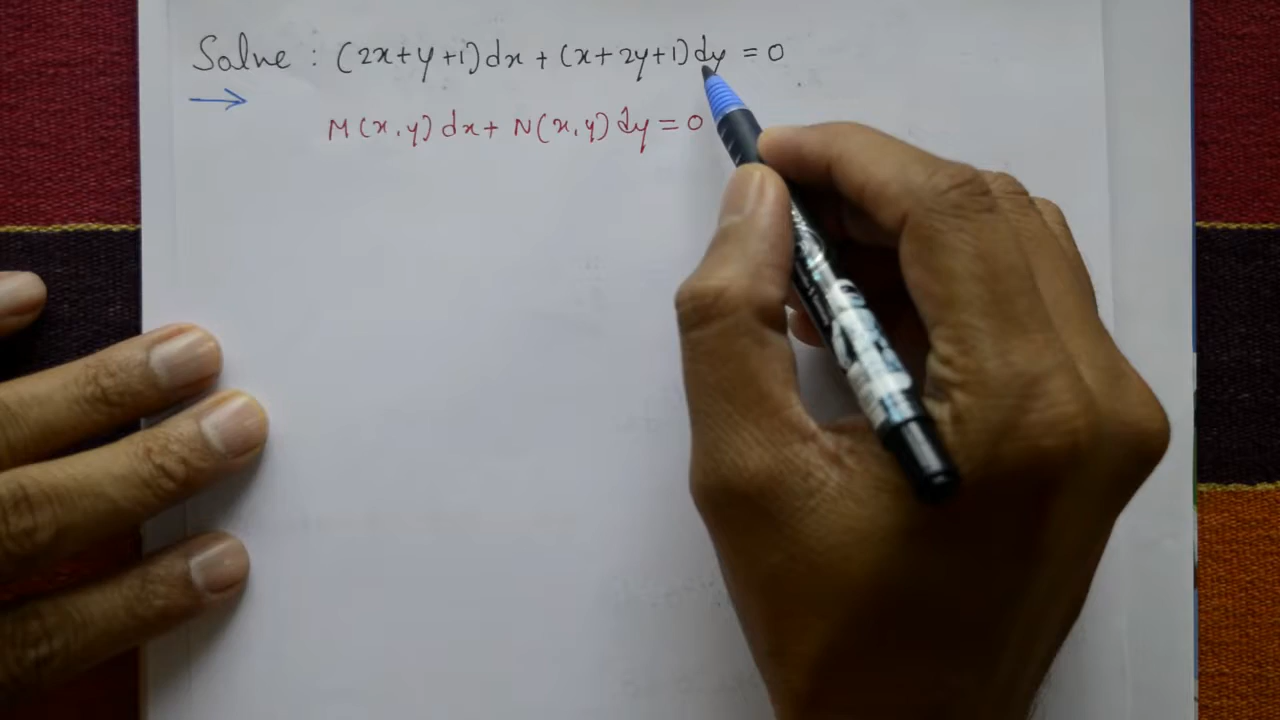 Solve : (2x+y+1)dx + (x+2y+1)dy = 0
M(x,y)dx + N(x,y)dy = 0